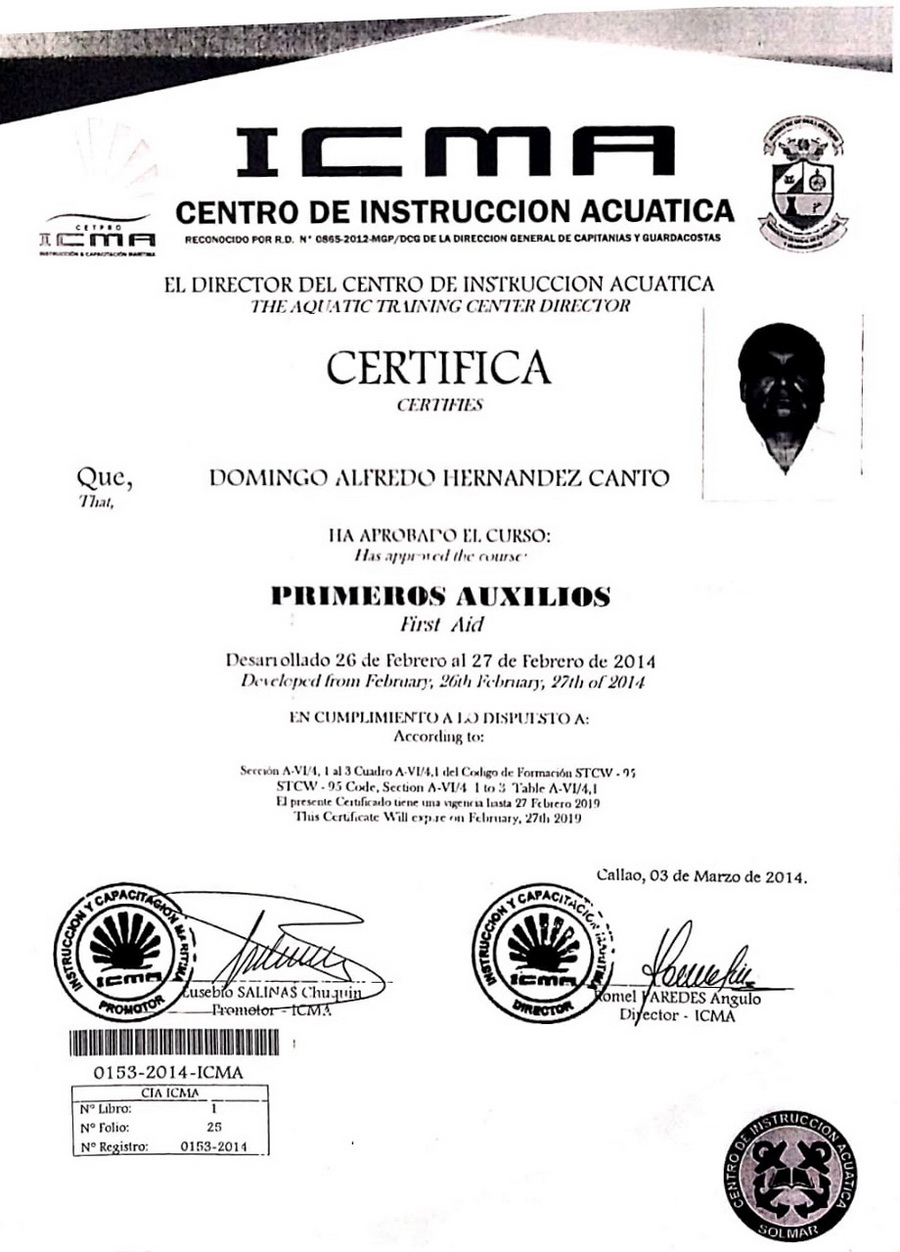 ICMA
CENTRO DE INSTRUCCION ACUATICA
RECONOCIDO POR R.D. N° 0865-2012-MGP/DCG DE LA DIRECCION GENERAL DE CAPITANIAS Y GUARDACOSTAS
CETPRO
ICMA
INSTRUCCIÓN & CAPACITACIÓN MARÍTIMA
EL DIRECTOR DEL CENTRO DE INSTRUCCION ACUATICA
THE AQUATIC TRAINING CENTER DIRECTOR
CERTIFICA
CERTIFIES
Que,
DOMINGO ALFREDO HERNANDEZ CANTO
That,
HA APROBADO EL CURSO:
Has approved the course:
PRIMEROS AUXILIOS
First Aid
Desarrollado 26 de Febrero al 27 de Febrero de 2014
Developed from February, 26th February, 27th of 2014
EN CUMPLIMIENTO A LO DISPUESTO A:
According to:
Sección A-VI/4, 1 al 3 Cuadro A-VI/4,1 del Codigo de Formación STCW - 95
STCW - 95 Code, Section A-VI/4 1 to 3 Table A-VI/4,1
El presente Certificado tiene una vigencia hasta 27 Febrero 2019
This Certificate Will expire on February, 27th 2019
Callao, 03 de Marzo de 2014.
INSTRUCCION Y CAPACITACION MARITIMA
ICMA
PROMOTOR
Eusebio SALINAS Chuquin
Promotor - ICMA
INSTRUCCION Y CAPACITACION MARITIMA
ICMA
DIRECTOR
Romel PAREDES Angulo
Director - ICMA
0153-2014-ICMA
CIA ICMA
N° Libro: 1
N° Folio: 25
N° Registro: 0153-2014
CENTRO DE INSTRUCCION ACUATICA
SOLMAR